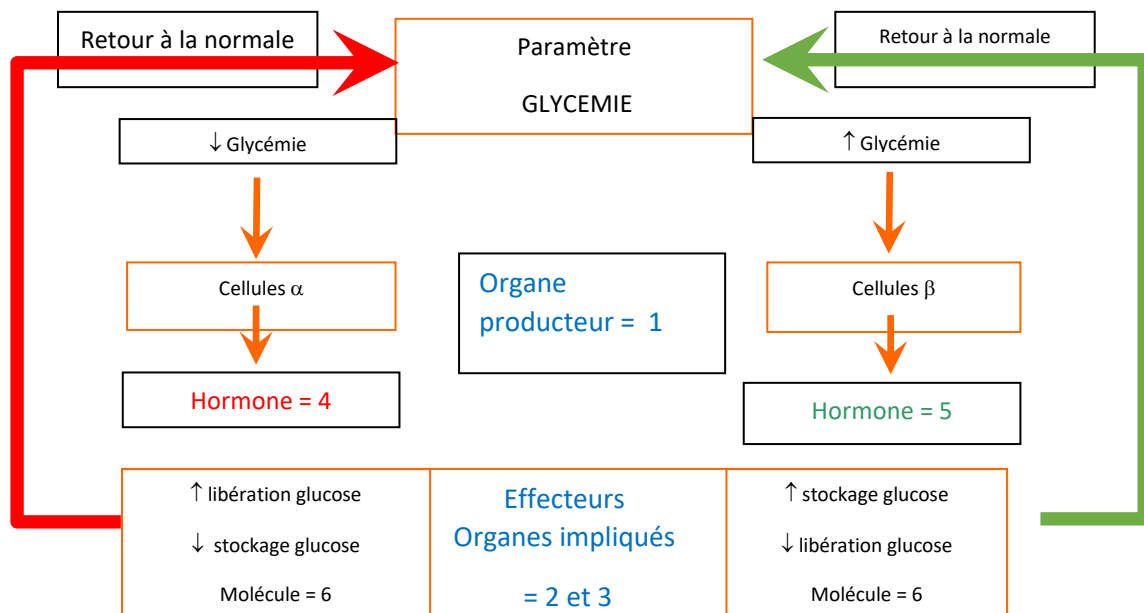 Retour à la normale
Paramètre
GLYCEMIE
Retour à la normale
↓ Glycémie
↑ Glycémie
Cellules α
Organe
producteur = 1
Cellules β
Hormone = 4
Hormone = 5
↑ libération glucose
↓ stockage glucose
Molécule = 6
Effecteurs
Organes impliqués
= 2 et 3
↑ stockage glucose
↓ libération glucose
Molécule = 6